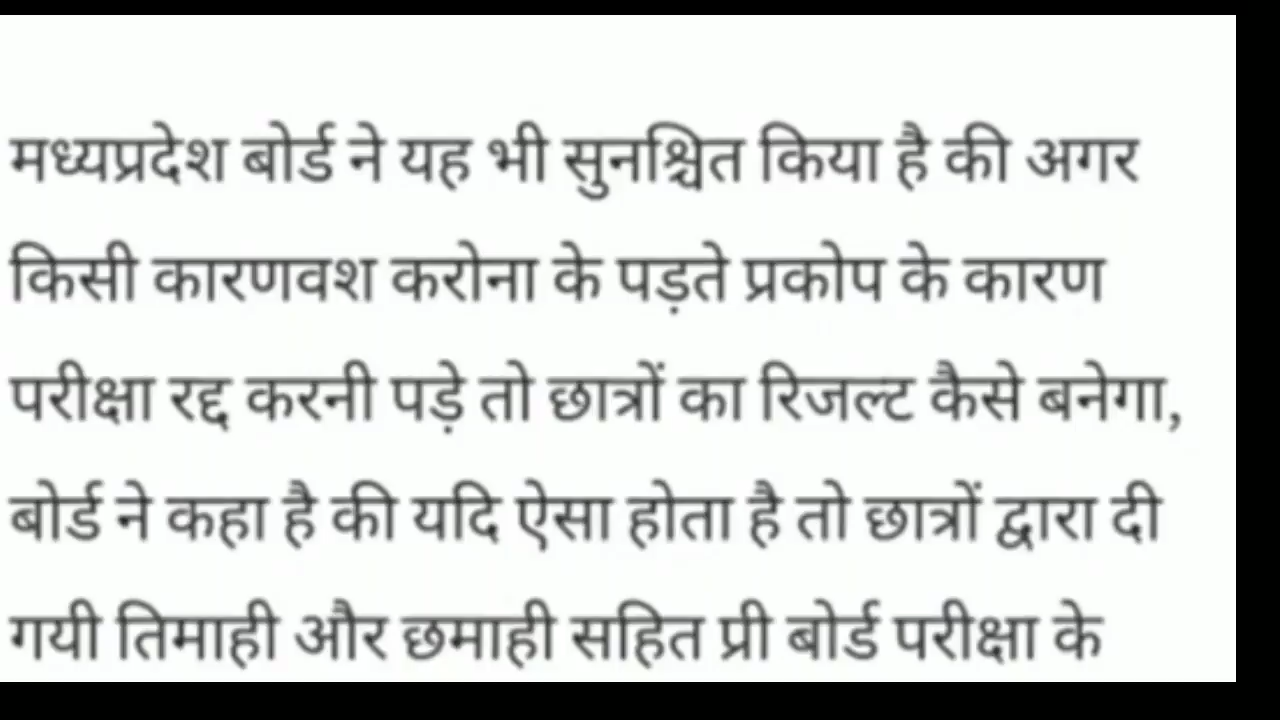 मध्यप्रदेश बोर्ड ने यह भी सुनश्चित किया है की अगर
किसी कारणवश करोना के पड़ते प्रकोप के कारण
परीक्षा रद्द करनी पड़े तो छात्रों का रिजल्ट कैसे बनेगा,
बोर्ड ने कहा है की यदि ऐसा होता है तो छात्रों द्वारा दी
गयी तिमाही और छमाही सहित प्री बोर्ड परीक्षा के